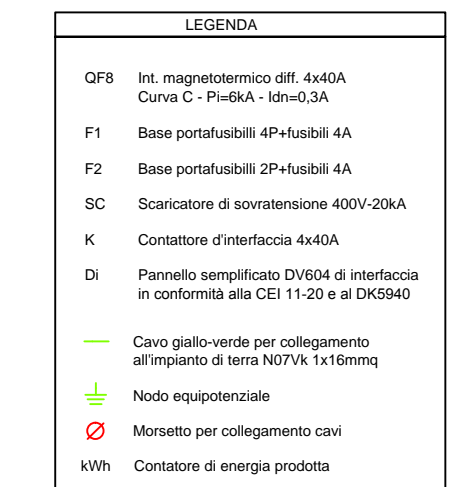 LEGENDA
QF8 Int. magnetotermico diff. 4x40A
Curva C - Pi=6kA - Idn=0,3A
F1 Base portafusibilli 4P+fusibili 4A
F2 Base portafusibilli 2P+fusibili 4A
SC Scaricatore di sovratensione 400V-20kA
K Contattore d'interfaccia 4x40A
Di Pannello semplificato DV604 di interfaccia
in conformità alla CEI 11-20 e al DK5940
Cavo giallo-verde per collegamento
all'impianto di terra N07Vk 1x16mmq
Nodo equipotenziale
Morsetto per collegamento cavi
kWh Contatore di energia prodotta